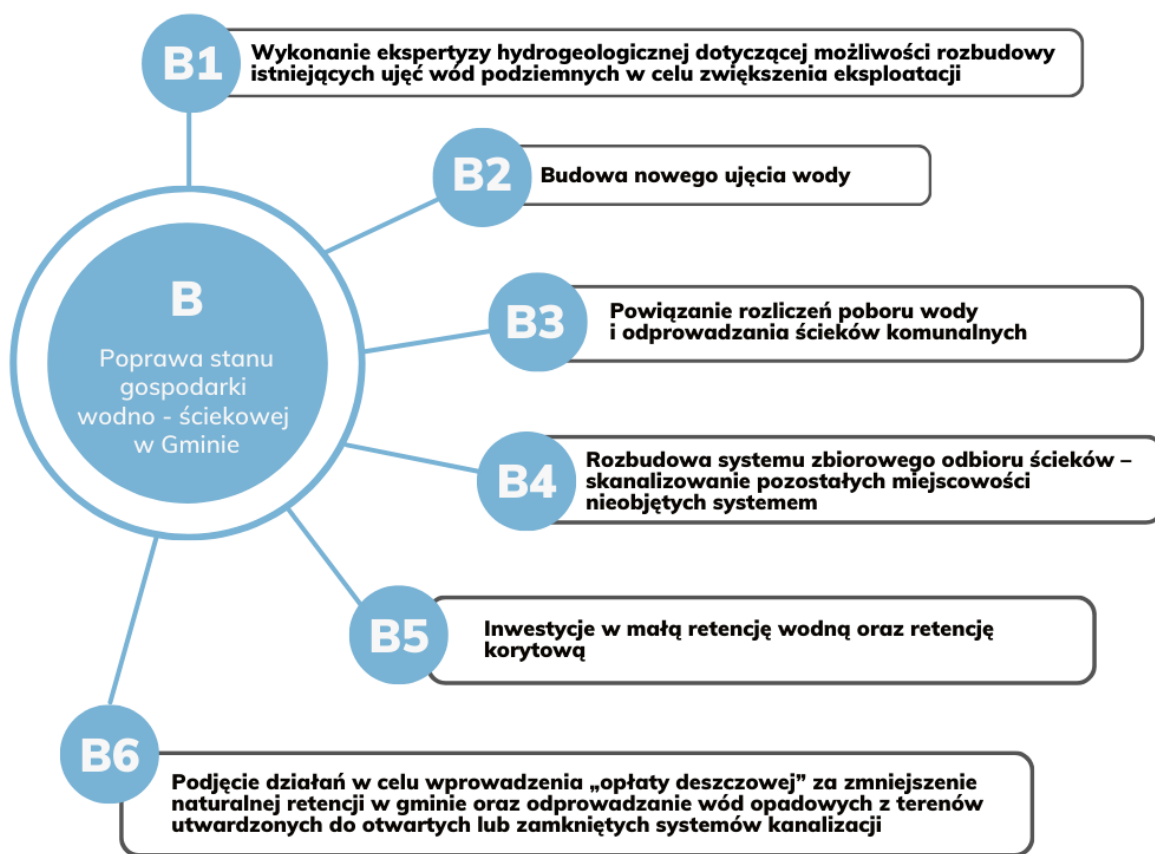 B1
Wykonanie ekspertyzy hydrogeologicznej dotyczącej możliwości rozbudowy
istniejących ujęć wód podziemnych w celu zwiększenia eksploatacji
B2
Budowa nowego ujęcia wody
B
Poprawa stanu
gospodarki
wodno - ściekowej
w Gminie
B3
Powiązanie rozliczeń poboru wody
i odprowadzania ścieków komunalnych
B4
Rozbudowa systemu zbiorowego odbioru ścieków –
skanalizowanie pozostałych miejscowości
nieobjętych systemem
B5
Inwestycje w małą retencję wodną oraz retencję
korytową
B6
Podjęcie działań w celu wprowadzenia „opłaty deszczowej” za zmniejszenie
naturalnej retencji w gminie oraz odprowadzanie wód opadowych z terenów
utwardzonych do otwartych lub zamkniętych systemów kanalizacji